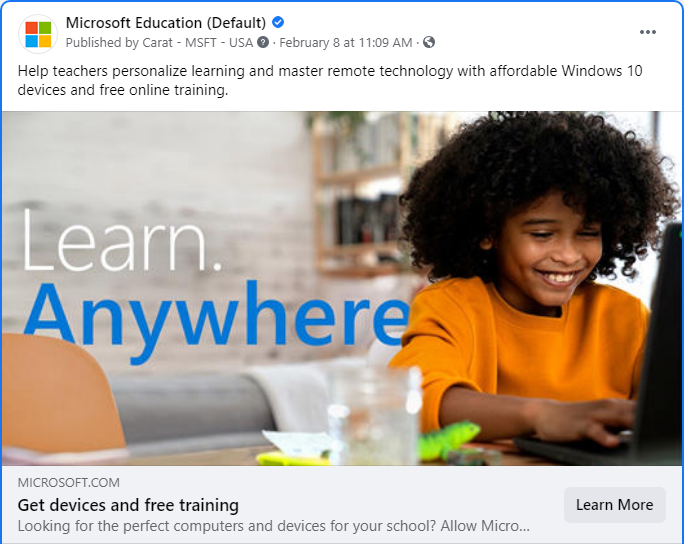 Microsoft Education (Default)
Published by Carat - MSFT - USA · February 8 at 11:09 AM ·
Help teachers personalize learning and master remote technology with affordable Windows 10
devices and free online training.
Learn.
Anywhere
MICROSOFT.COM
Get devices and free training
Learn More
Looking for the perfect computers and devices for your school? Allow Micro...